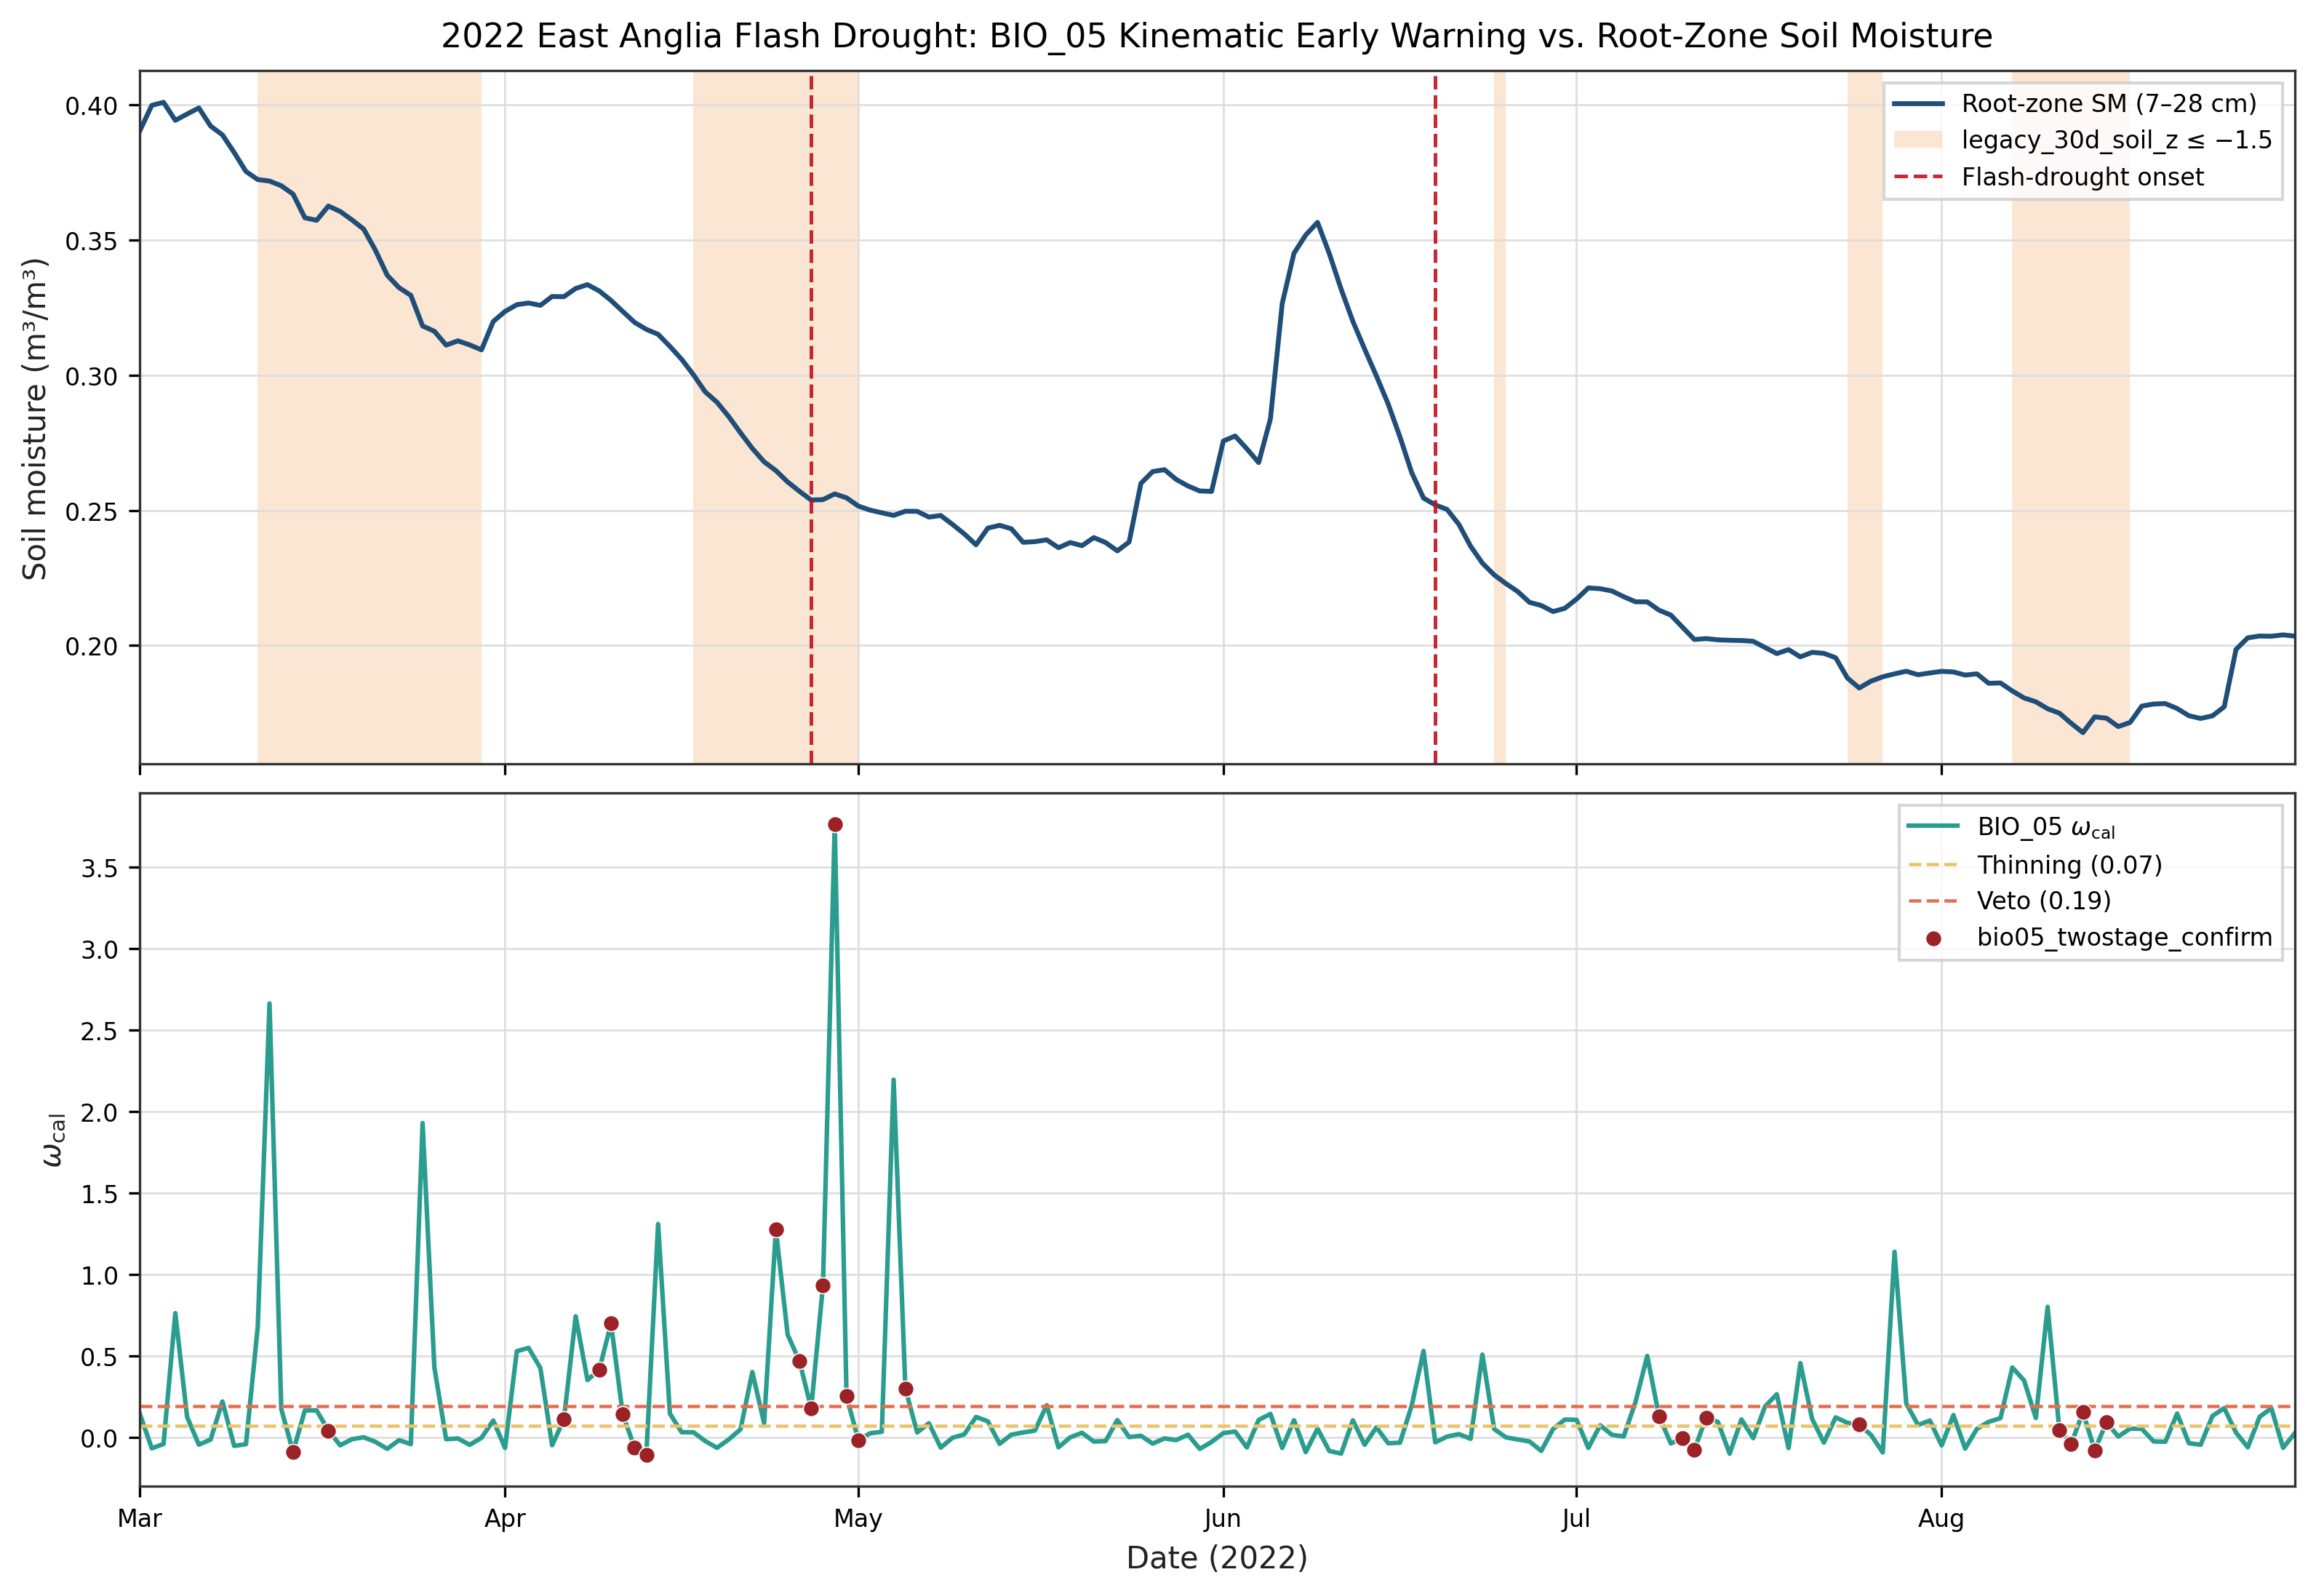 2022 East Anglia Flash Drought: BIO_05 Kinematic Early Warning vs. Root-Zone Soil Moisture
Soil moisture (m³/m³)
0.40
0.35
0.30
0.25
0.20
Root-zone SM (7–28 cm)
legacy_30d_soil_z ≤ −1.5
Flash-drought onset
ω_cal
3.5
3.0
2.5
2.0
1.5
1.0
0.5
0.0
BIO_05 ω_cal
Thinning (0.07)
Veto (0.19)
bio05_twostage_confirm
Mar Apr May Jun Jul Aug
Date (2022)